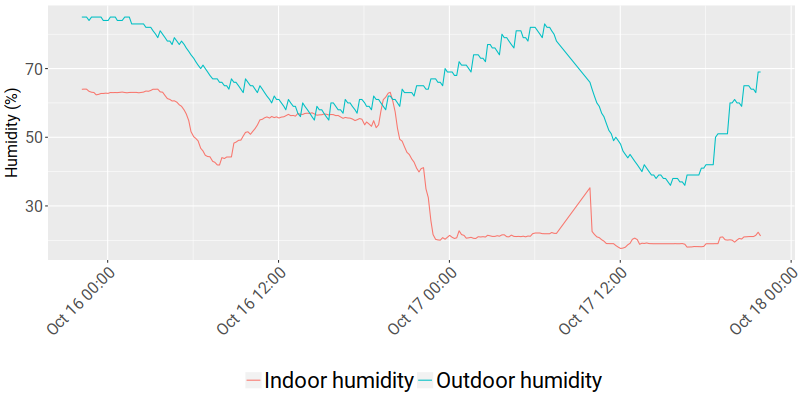 Humidity (%)
70
50
30
Oct 16 00:00
Oct 16 12:00
Oct 17 00:00
Oct 17 12:00
Oct 18 00:00
Indoor humidity
Outdoor humidity